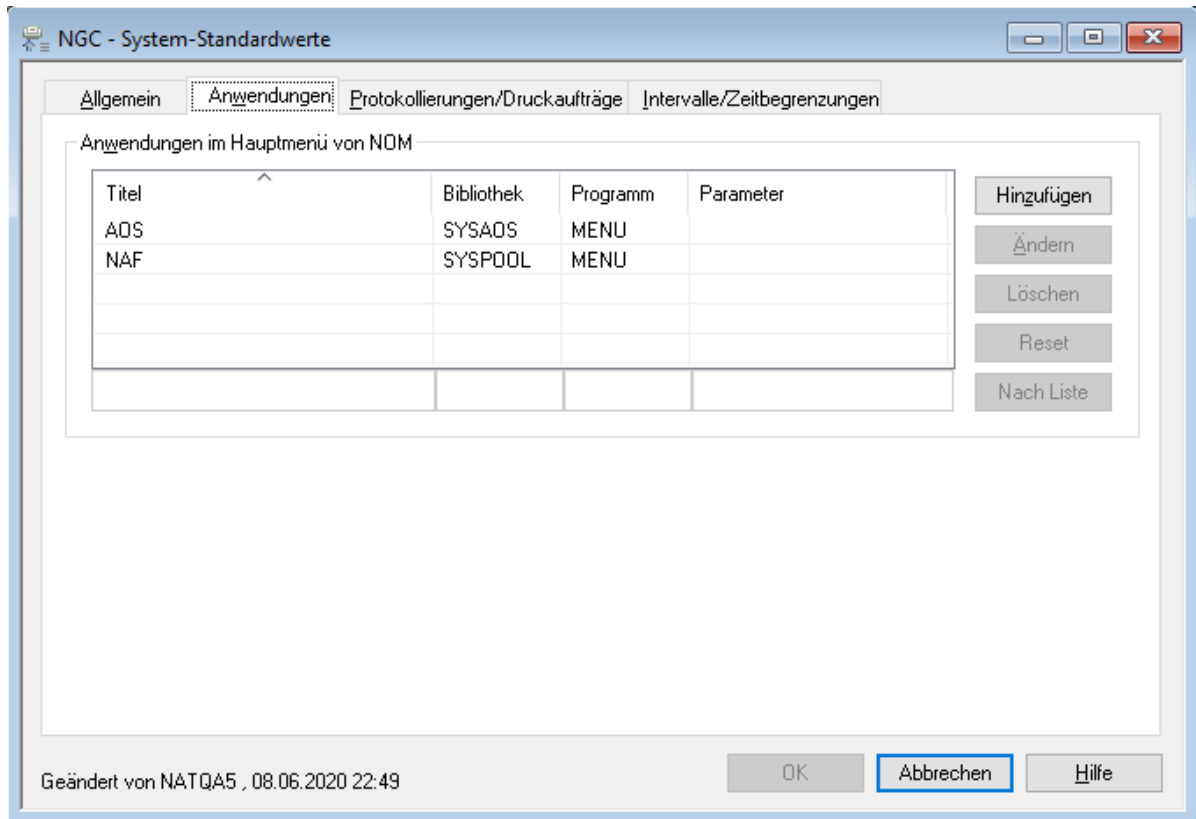 NGC - System-Standardwerte
Allgemein Anwendungen Protokollierungen/Druckaufträge Intervalle/Zeitbegrenzungen
Anwendungen im Hauptmenü von NOM
Titel Bibliothek Programm Parameter
AOS SYSAOS MENU
NAF SYSPOOL MENU
Hinzufügen
Ändern
Löschen
Reset
Nach Liste
Geändert von NATQA5 , 08.06.2020 22:49
OK Abbrechen Hilfe